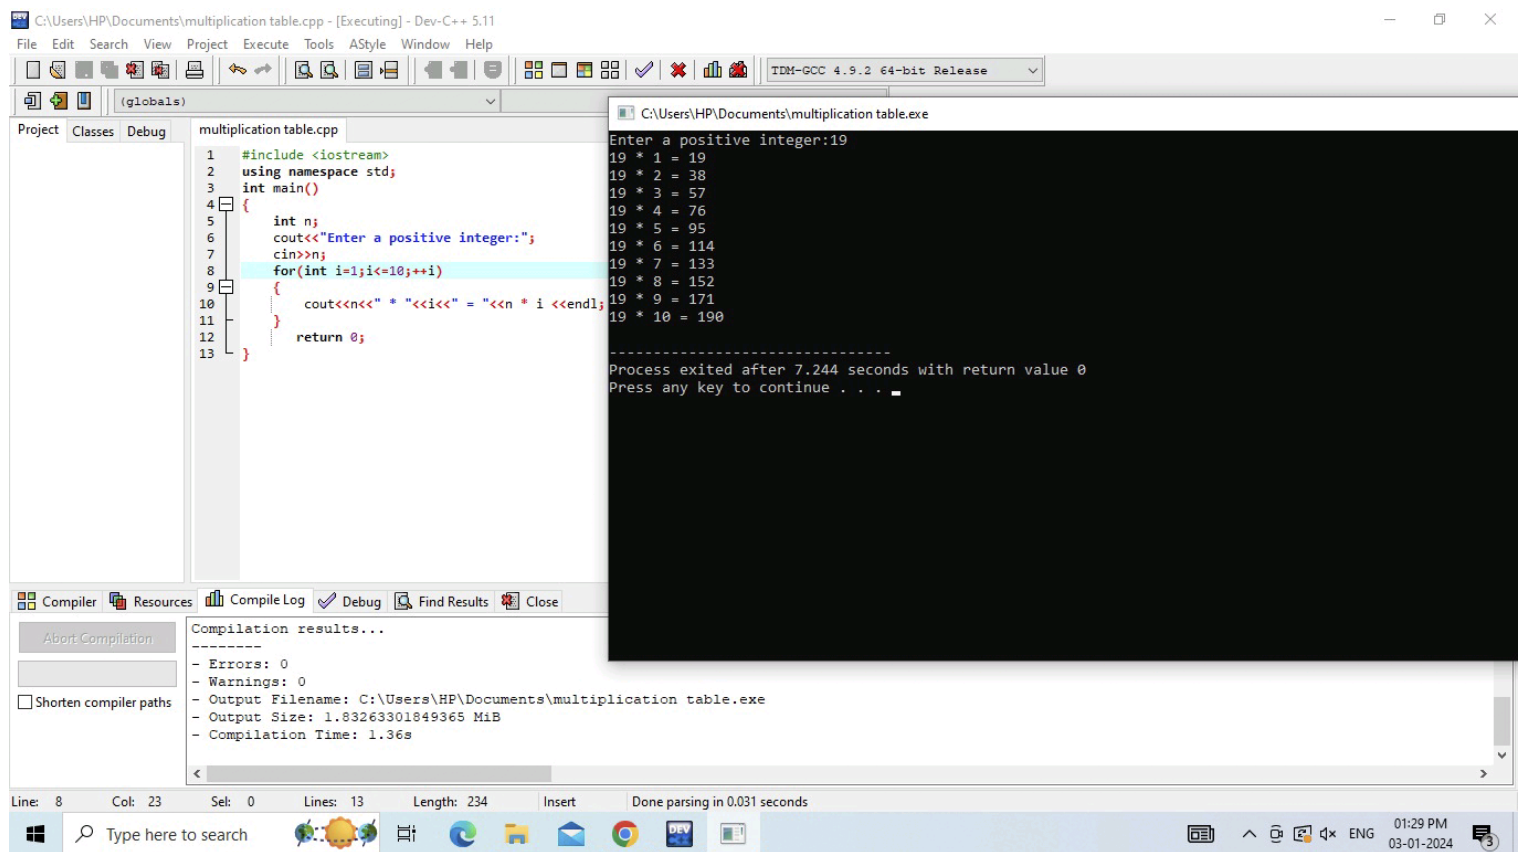 C:\Users\HP\Documents\multiplication table.cpp - [Executing] - Dev-C++ 5.11
File Edit Search View Project Execute Tools AStyle Window Help
TDM-GCC 4.9.2 64-bit Release
(globals)
Project Classes Debug
multiplication table.cpp
1 #include <iostream>
2 using namespace std;
3 int main()
4 {
5 int n;
6 cout<<"Enter a positive integer:";
7 cin>>n;
8 for(int i=1;i<=10;++i)
9 {
10 cout<<n<<" * "<<i<<" = "<<n * i <<endl;
11 }
12 return 0;
13 }
C:\Users\HP\Documents\multiplication table.exe
Enter a positive integer:19
19 * 1 = 19
19 * 2 = 38
19 * 3 = 57
19 * 4 = 76
19 * 5 = 95
19 * 6 = 114
19 * 7 = 133
19 * 8 = 152
19 * 9 = 171
19 * 10 = 190
--------------------------------
Process exited after 7.244 seconds with return value 0
Press any key to continue . . .
Compiler Resources Compile Log Debug Find Results Close
Abort Compilation
Shorten compiler paths
Compilation results...
--------
- Errors: 0
- Warnings: 0
- Output Filename: C:\Users\HP\Documents\multiplication table.exe
- Output Size: 1.83263301849365 MiB
- Compilation Time: 1.36s
Line: 8 Col: 23 Sel: 0 Lines: 13 Length: 234 Insert Done parsing in 0.031 seconds
Type here to search
DEV
ENG
01:29 PM
03-01-2024
3